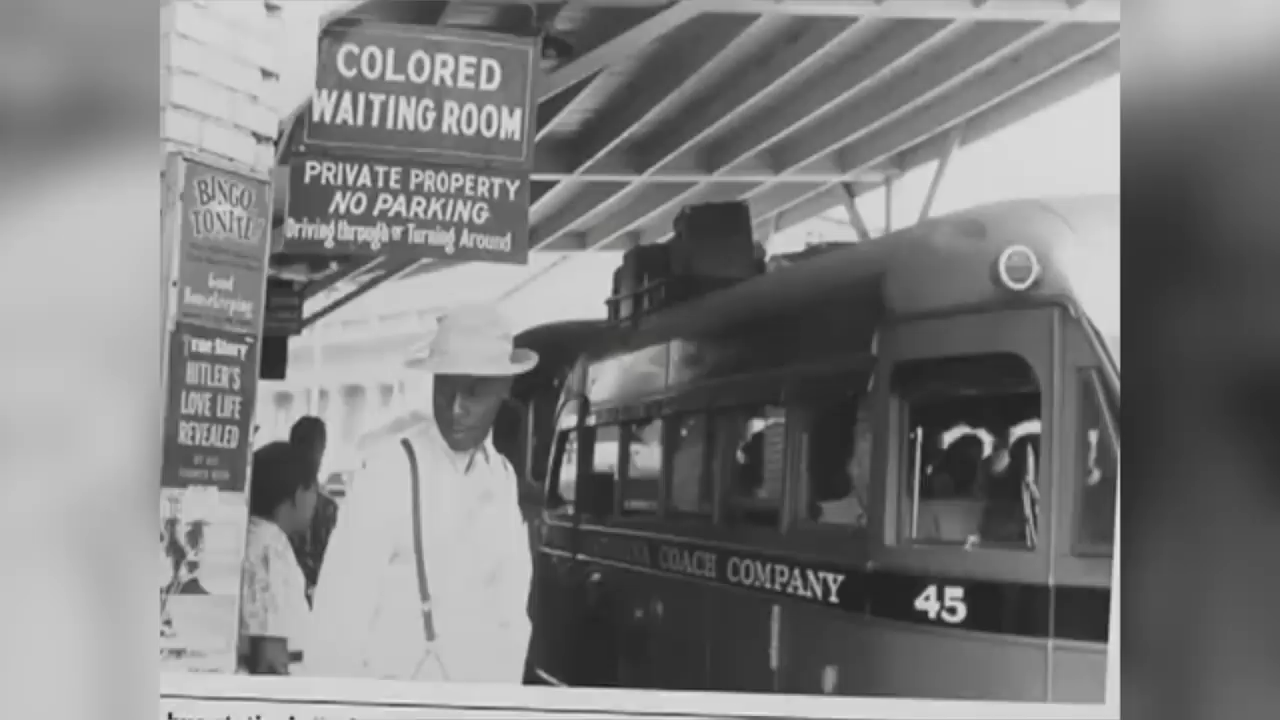 COLORED
WAITING ROOM
PRIVATE PROPERTY
NO PARKING
Driving through or Turning Around
BINGO
TONITE!
Good
Housekeeping
True Story
HITLER'S
LOVE LIFE
REVEALED
COACH COMPANY
45